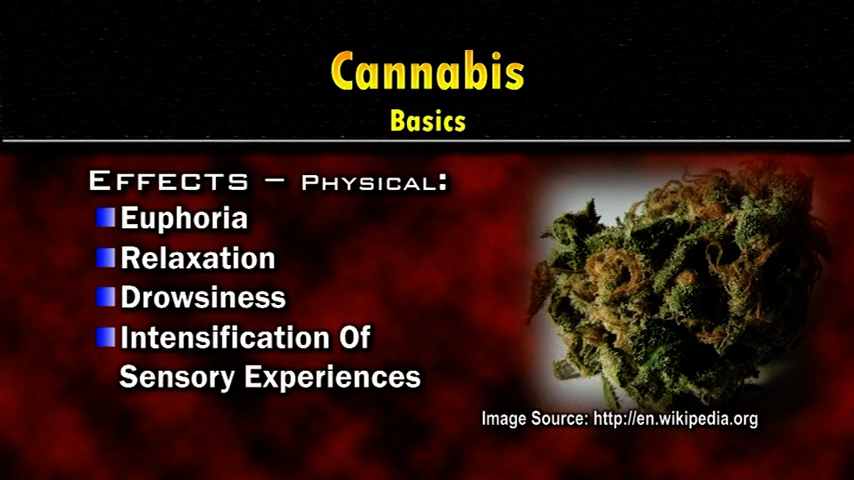 Cannabis
Basics
EFFECTS – PHYSICAL:
Euphoria
Relaxation
Drowsiness
Intensification Of
Sensory Experiences
Image Source: http://en.wikipedia.org